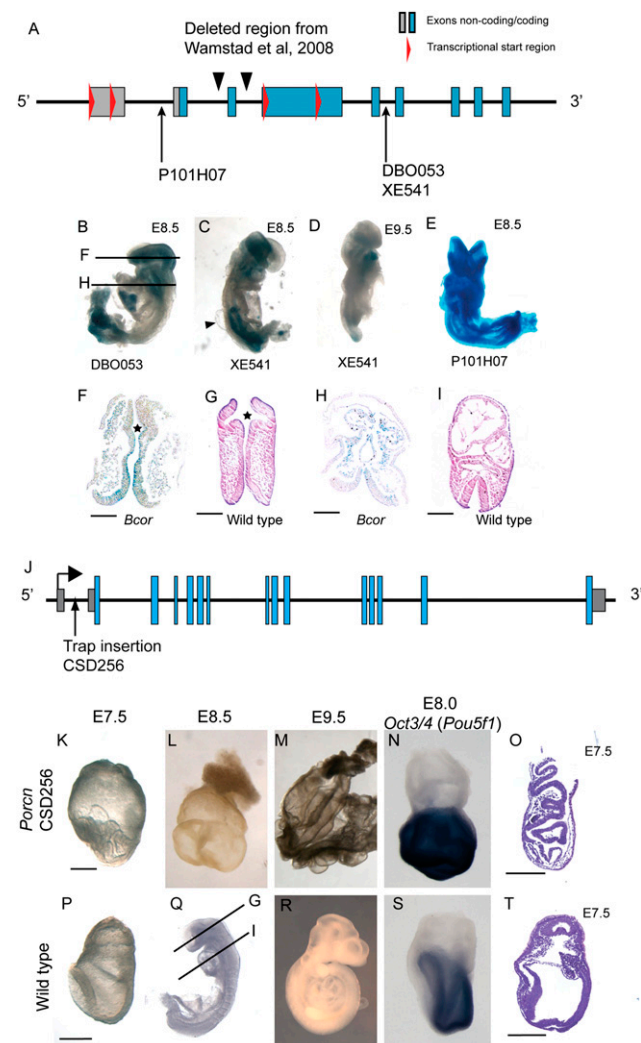 A
Deleted region from
Wamstad et al, 2008
Exons non-coding/coding
Transcriptional start region
5’
3’
P101H07
DBO053
XE541
B
E8.5
C
E8.5
D
E9.5
E
E8.5
F
H
DBO053
XE541
XE541
P101H07
F
G
H
I
Bcor
Wild type
Bcor
Wild type
J
5’
3’
Trap insertion
CSD256
E7.5
E8.5
E9.5
E8.0
Oct3/4 (Pou5f1)
Porcn
CSD256
K
L
M
N
O
E7.5
Wild type
P
Q
G
I
R
S
T
E7.5